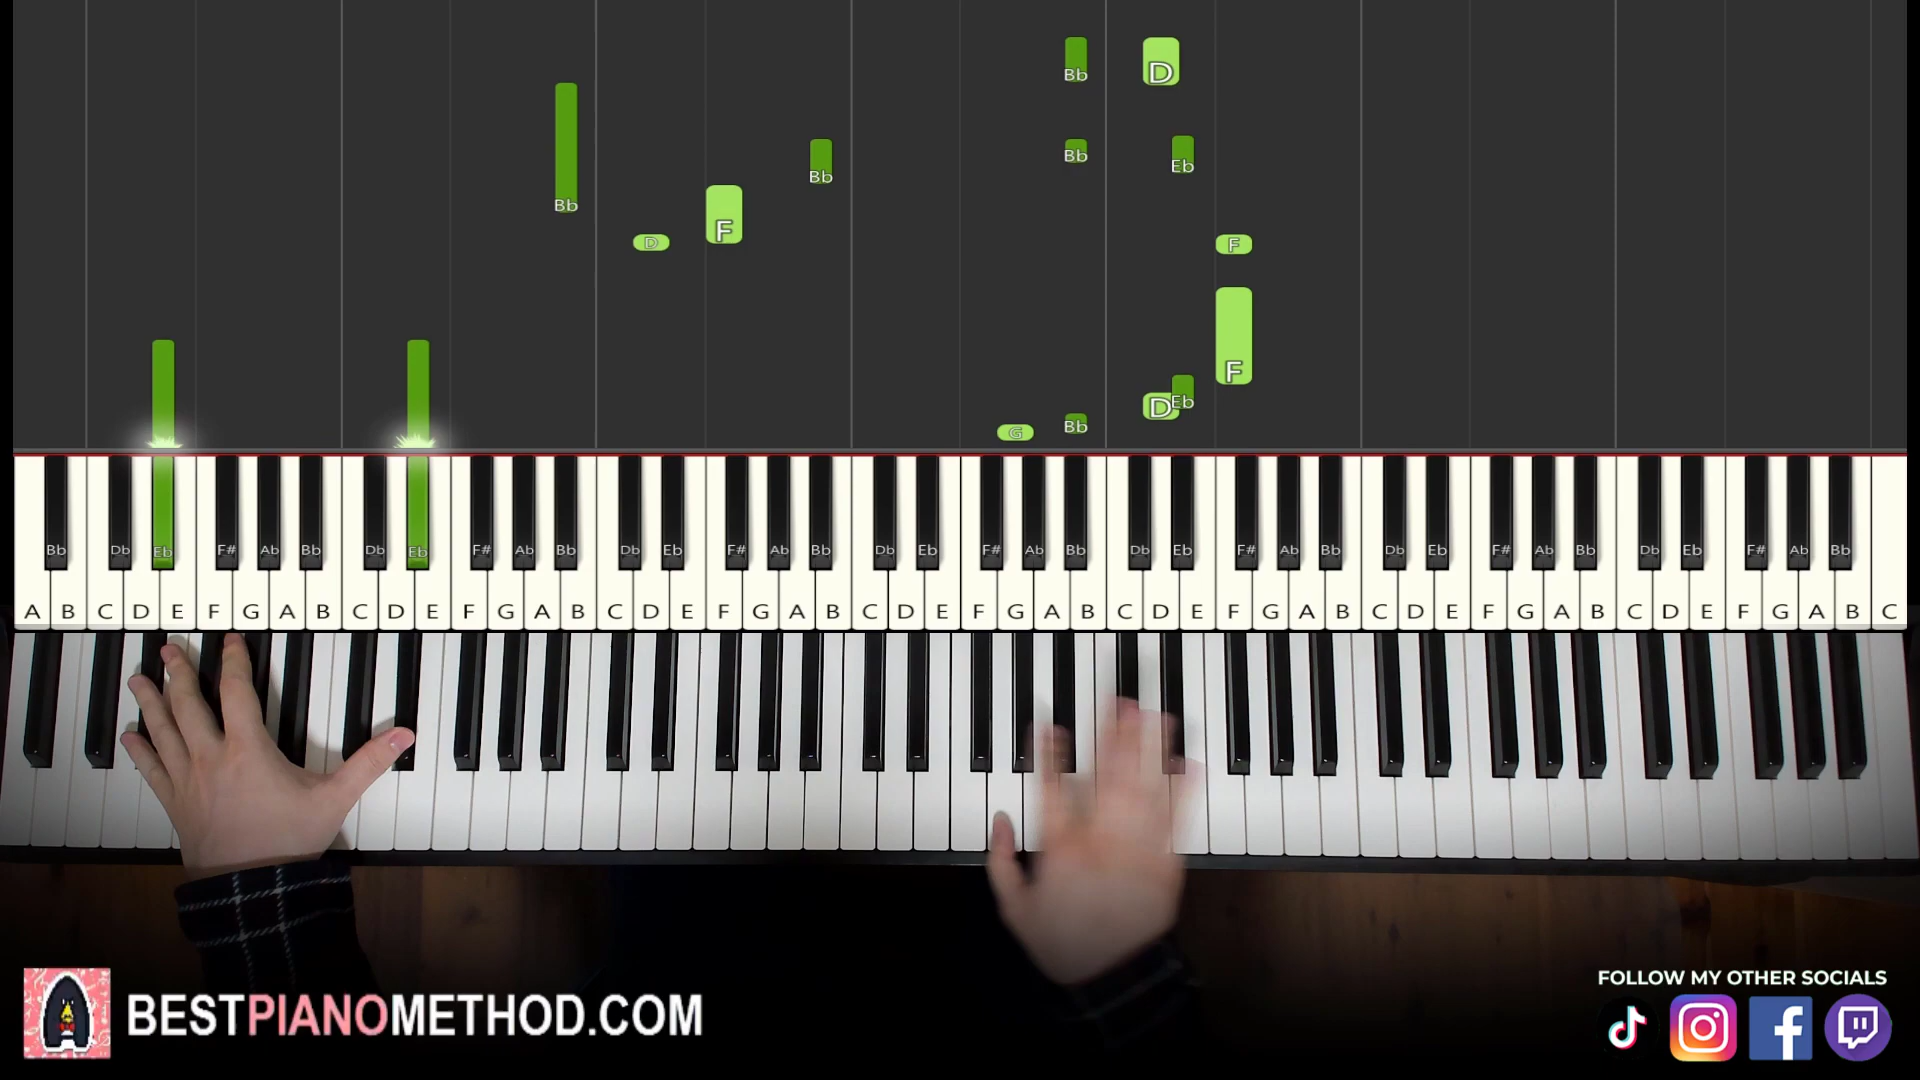 Bb D
Bb Eb
Bb
Bb
F
D F
F
D Eb
G Bb
Bb Db Eb F# Ab Bb Db Eb F# Ab Bb Db Eb F# Ab Bb Db Eb F# Ab Bb Db Eb F# Ab Bb Db Eb F# Ab Bb Db Eb F# Ab Bb
A B C D E F G A B C D E F G A B C D E F G A B C D E F G A B C D E F G A B C D E F G A B C D E F G A B C
BESTPIANOMETHOD.COM
FOLLOW MY OTHER SOCIALS